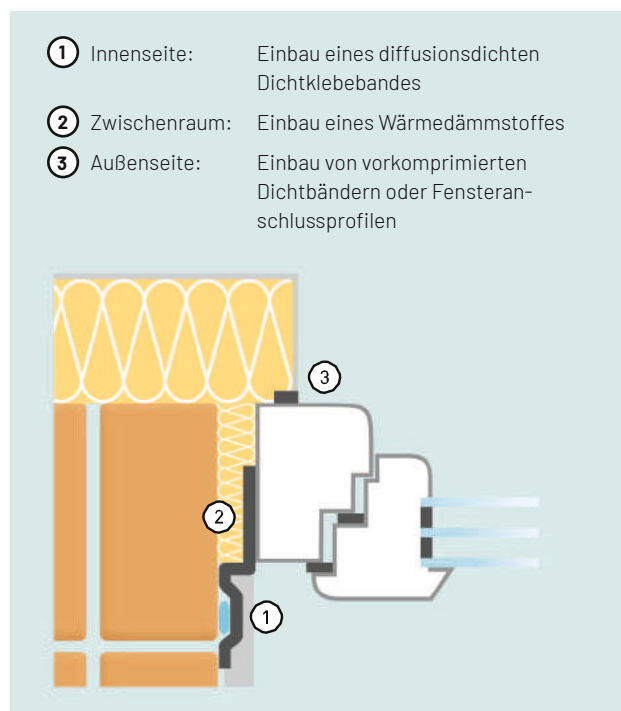 1 Innenseite: Einbau eines diffusionsdichten
Dichtklebebandes
2 Zwischenraum: Einbau eines Wärmedämmstoffes
3 Außenseite: Einbau von vorkomprimierten
Dichtbändern oder Fensteran-
schlussprofilen
3
2
1